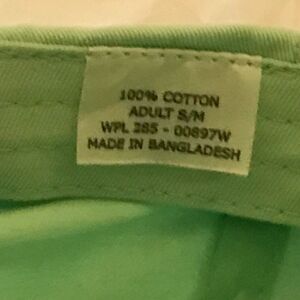 100% COTTON
ADULT S/M
WPL 285 - 00897W
MADE IN BANGLADESH